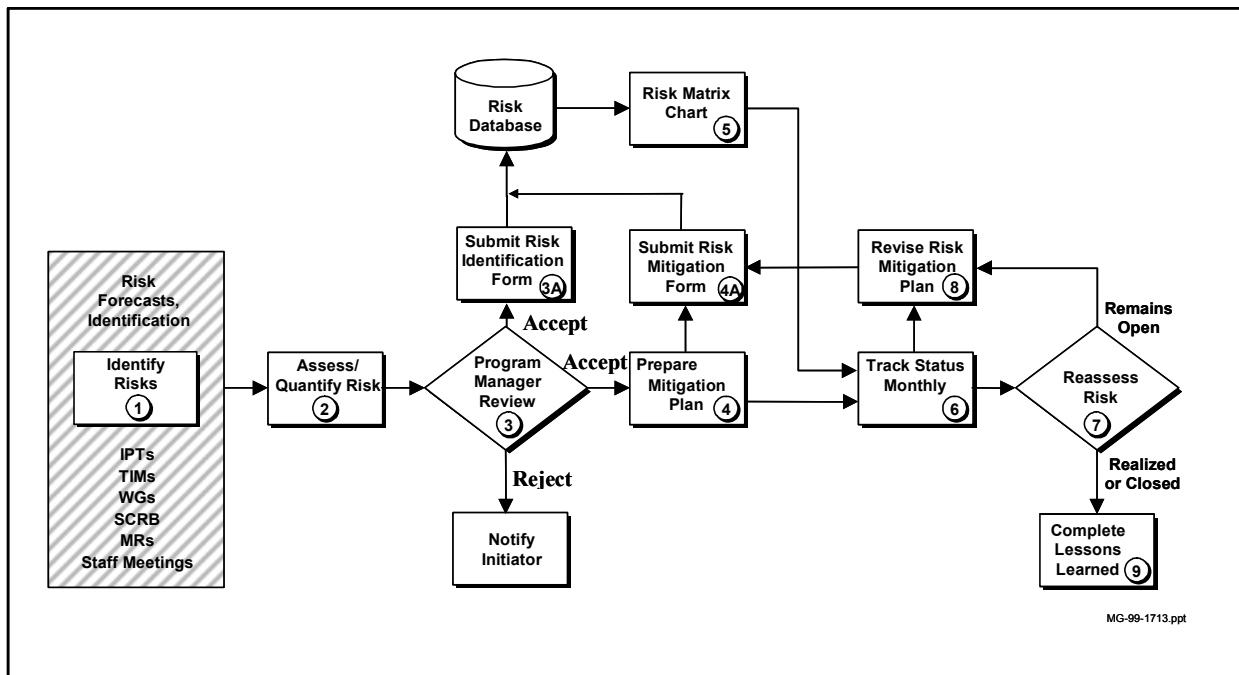 Risk
Database
Risk Matrix
Chart
5
Submit Risk
Identification
Form
3A
Submit Risk
Mitigation
Form
4A
Revise Risk
Mitigation
Plan
8
Risk
Forecasts,
Identification
Identify
Risks
1
IPTs
TIMs
WGs
SCRB
MRs
Staff Meetings
Assess/
Quantify Risk
2
Accept
Program
Manager
Review
3
Accept
Reject
Notify
Initiator
Prepare
Mitigation
Plan
4
Track Status
Monthly
6
Remains
Open
Reassess
Risk
7
Realized
or Closed
Complete
Lessons
Learned
9
MG-99-1713.ppt